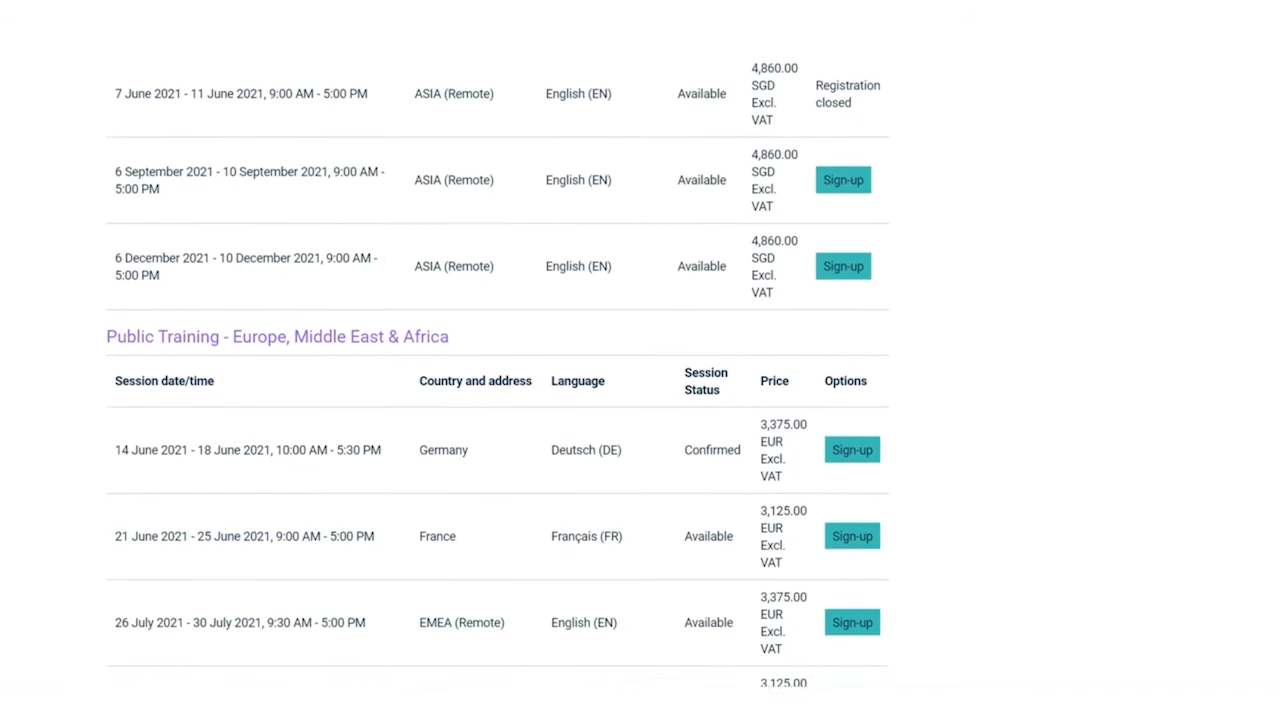 7 June 2021 - 11 June 2021, 9:00 AM - 5:00 PM
ASIA (Remote)
English (EN)
Available
4,860.00
SGD
Excl.
VAT
Registration
closed
6 September 2021 - 10 September 2021, 9:00 AM -
5:00 PM
ASIA (Remote)
English (EN)
Available
4,860.00
SGD
Excl.
VAT
Sign-up
6 December 2021 - 10 December 2021, 9:00 AM -
5:00 PM
ASIA (Remote)
English (EN)
Available
4,860.00
SGD
Excl.
VAT
Sign-up
Public Training - Europe, Middle East & Africa
Session date/time
Country and address
Language
Session
Status
Price
Options
14 June 2021 - 18 June 2021, 10:00 AM - 5:30 PM
Germany
Deutsch (DE)
Confirmed
3,375.00
EUR
Excl.
VAT
Sign-up
21 June 2021 - 25 June 2021, 9:00 AM - 5:00 PM
France
Français (FR)
Available
3,125.00
EUR
Excl.
VAT
Sign-up
26 July 2021 - 30 July 2021, 9:30 AM - 5:00 PM
EMEA (Remote)
English (EN)
Available
3,375.00
EUR
Excl.
VAT
Sign-up
3,125.00